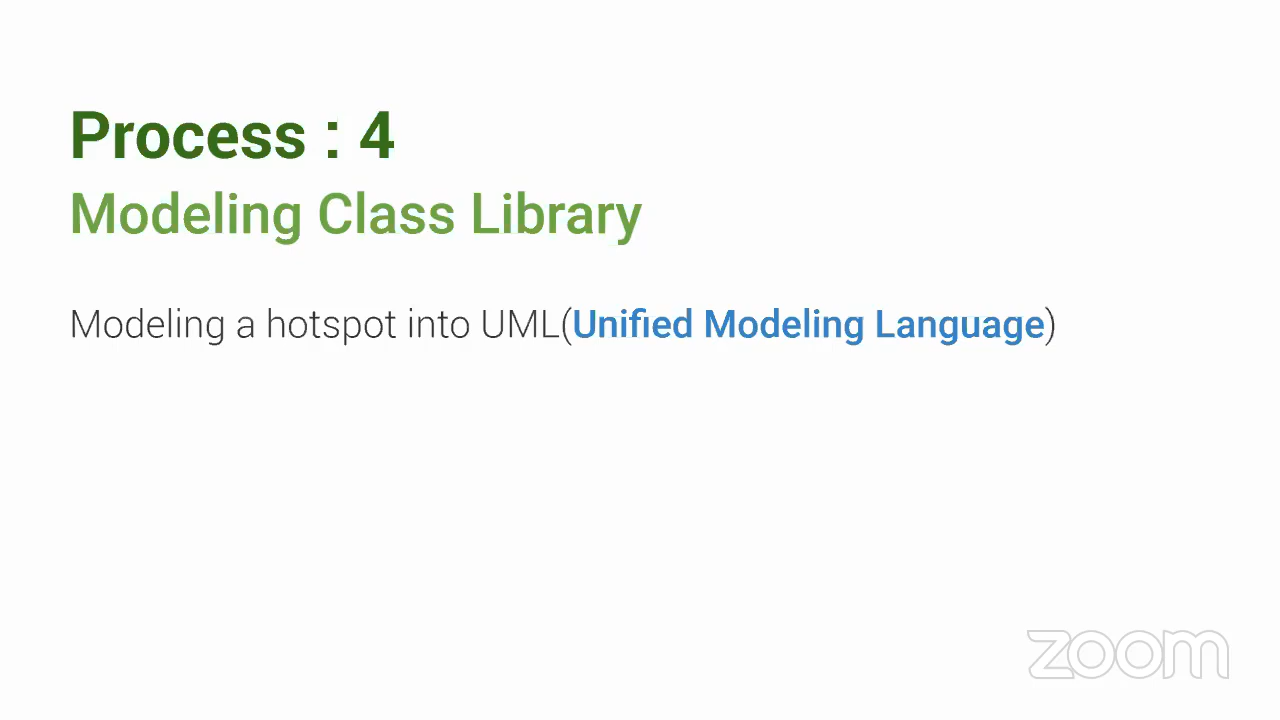 Process : 4
Modeling Class Library
Modeling a hotspot into UML(Unified Modeling Language)
zoom